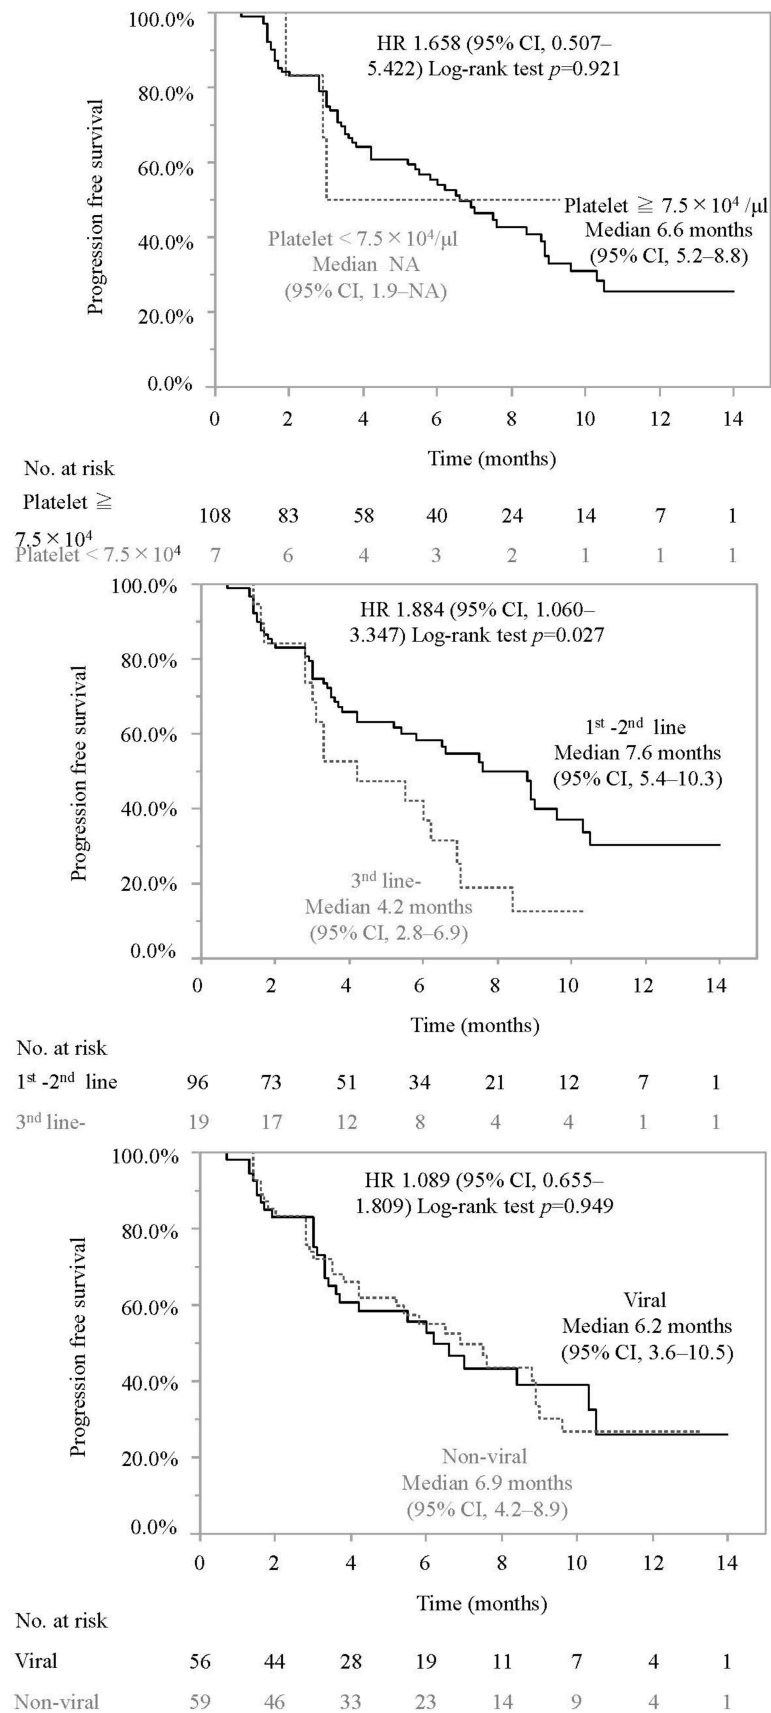 100.0%
80.0%
60.0%
40.0%
20.0%
0.0%
Progression free survival
HR 1.658 (95% CI, 0.507–
5.422) Log-rank test p=0.921
Platelet ≧ 7.5×10⁴ /µl
Median 6.6 months
(95% CI, 5.2–8.8)
Platelet < 7.5×10⁴/µl
Median NA
(95% CI, 1.9–NA)
0 2 4 6 8 10 12 14
Time (months)
No. at risk
Platelet ≧
7.5×10⁴
108 83 58 40 24 14 7 1
Platelet < 7.5×10⁴ 7 6 4 3 2 1 1 1
100.0%
80.0%
60.0%
40.0%
20.0%
0.0%
Progression free survival
HR 1.884 (95% CI, 1.060–
3.347) Log-rank test p=0.027
1st -2nd line
Median 7.6 months
(95% CI, 5.4–10.3)
3nd line-
Median 4.2 months
(95% CI, 2.8–6.9)
0 2 4 6 8 10 12 14
Time (months)
No. at risk
1st -2nd line 96 73 51 34 21 12 7 1
3nd line- 19 17 12 8 4 4 1 1
100.0%
80.0%
60.0%
40.0%
20.0%
0.0%
Progression free survival
HR 1.089 (95% CI, 0.655–
1.809) Log-rank test p=0.949
Viral
Median 6.2 months
(95% CI, 3.6–10.5)
Non-viral
Median 6.9 months
(95% CI, 4.2–8.9)
0 2 4 6 8 10 12 14
Time (months)
No. at risk
Viral 56 44 28 19 11 7 4 1
Non-viral 59 46 33 23 14 9 4 1